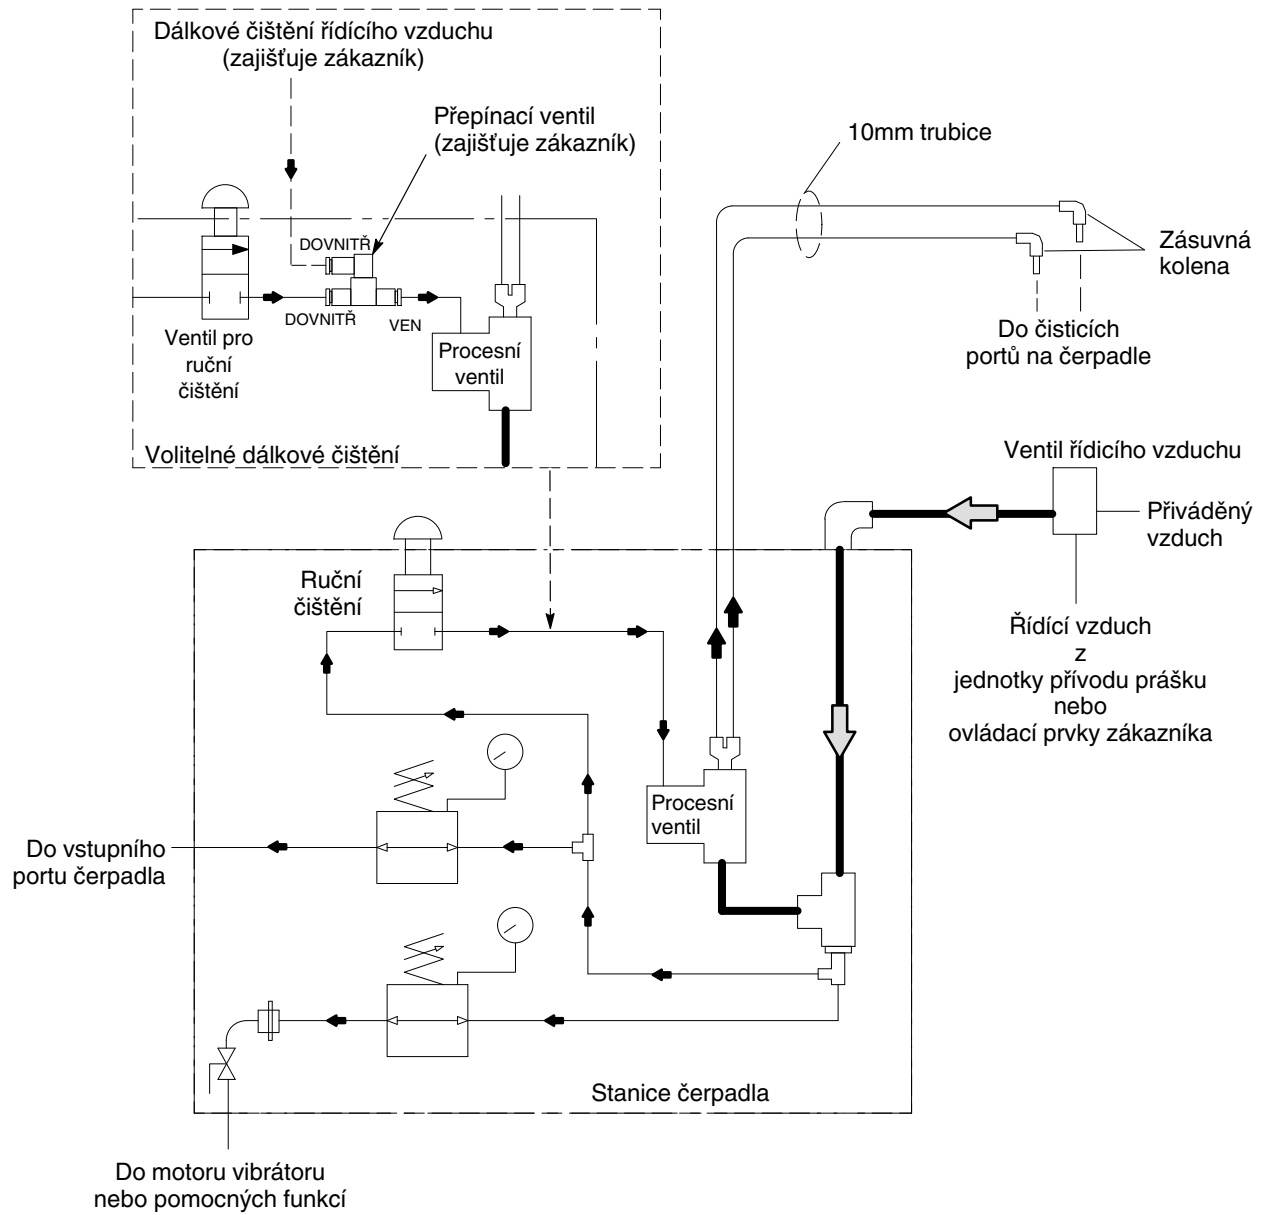 Dálkové čištění řídícího vzduchu
(zajišťuje zákazník)
Přepínací ventil
(zajišťuje zákazník)
10mm trubice
DOVNITŘ
DOVNITŘ
VEN
Ventil pro
ruční
čištění
Procesní
ventil
Volitelné dálkové čištění
Zásuvná
kolena
Do čisticích
portů na čerpadle
Ventil řídicího vzduchu
Přiváděný
vzduch
Řídící vzduch
z
jednotky přívodu prášku
nebo
ovládací prvky zákazníka
Ruční
čištění
Procesní
ventil
Do vstupního
portu čerpadla
Stanice čerpadla
Do motoru vibrátoru
nebo pomocných funkcí